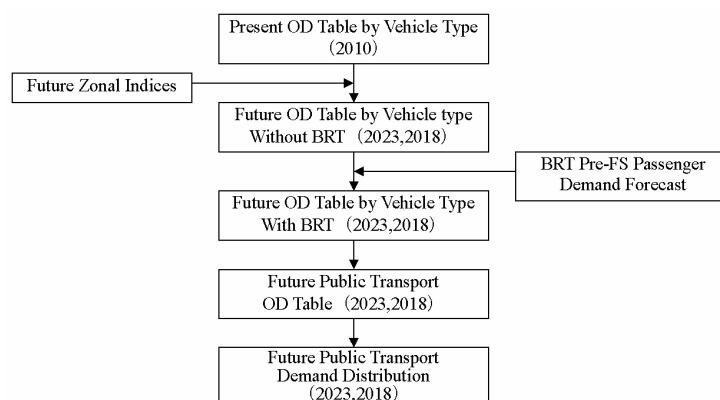 Present OD Table by Vehicle Type
（2010）
Future Zonal Indices
Future OD Table by Vehicle type
Without BRT（2023,2018）
BRT Pre-FS Passenger
Demand Forecast
Future OD Table by Vehicle Type
With BRT（2023,2018）
Future Public Transport
OD Table（2023,2018）
Future Public Transport
Demand Distribution
（2023,2018）